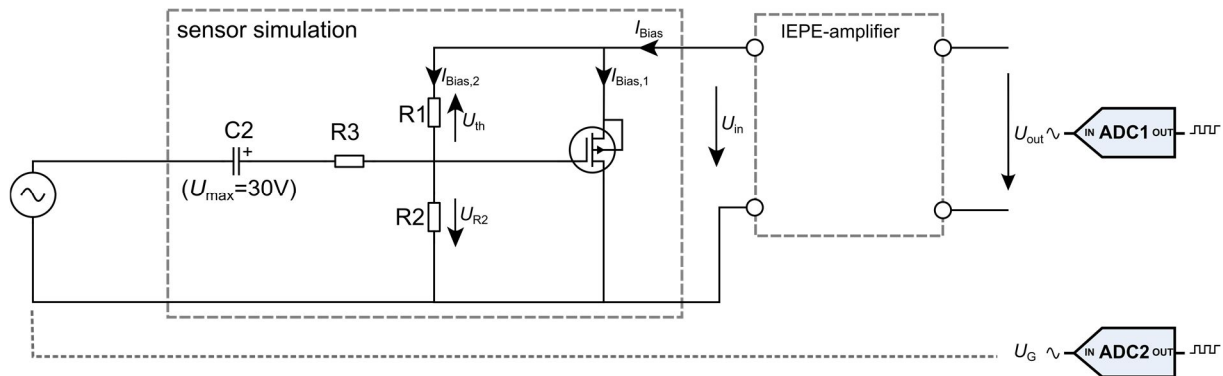 sensor simulation
I_Bias
IEPE-amplifier
I_Bias,2
I_Bias,1
R1
U_th
C2
+
R3
(U_max=30V)
U_in
U_out
IN ADC1 OUT
R2
U_R2
U_G
IN ADC2 OUT